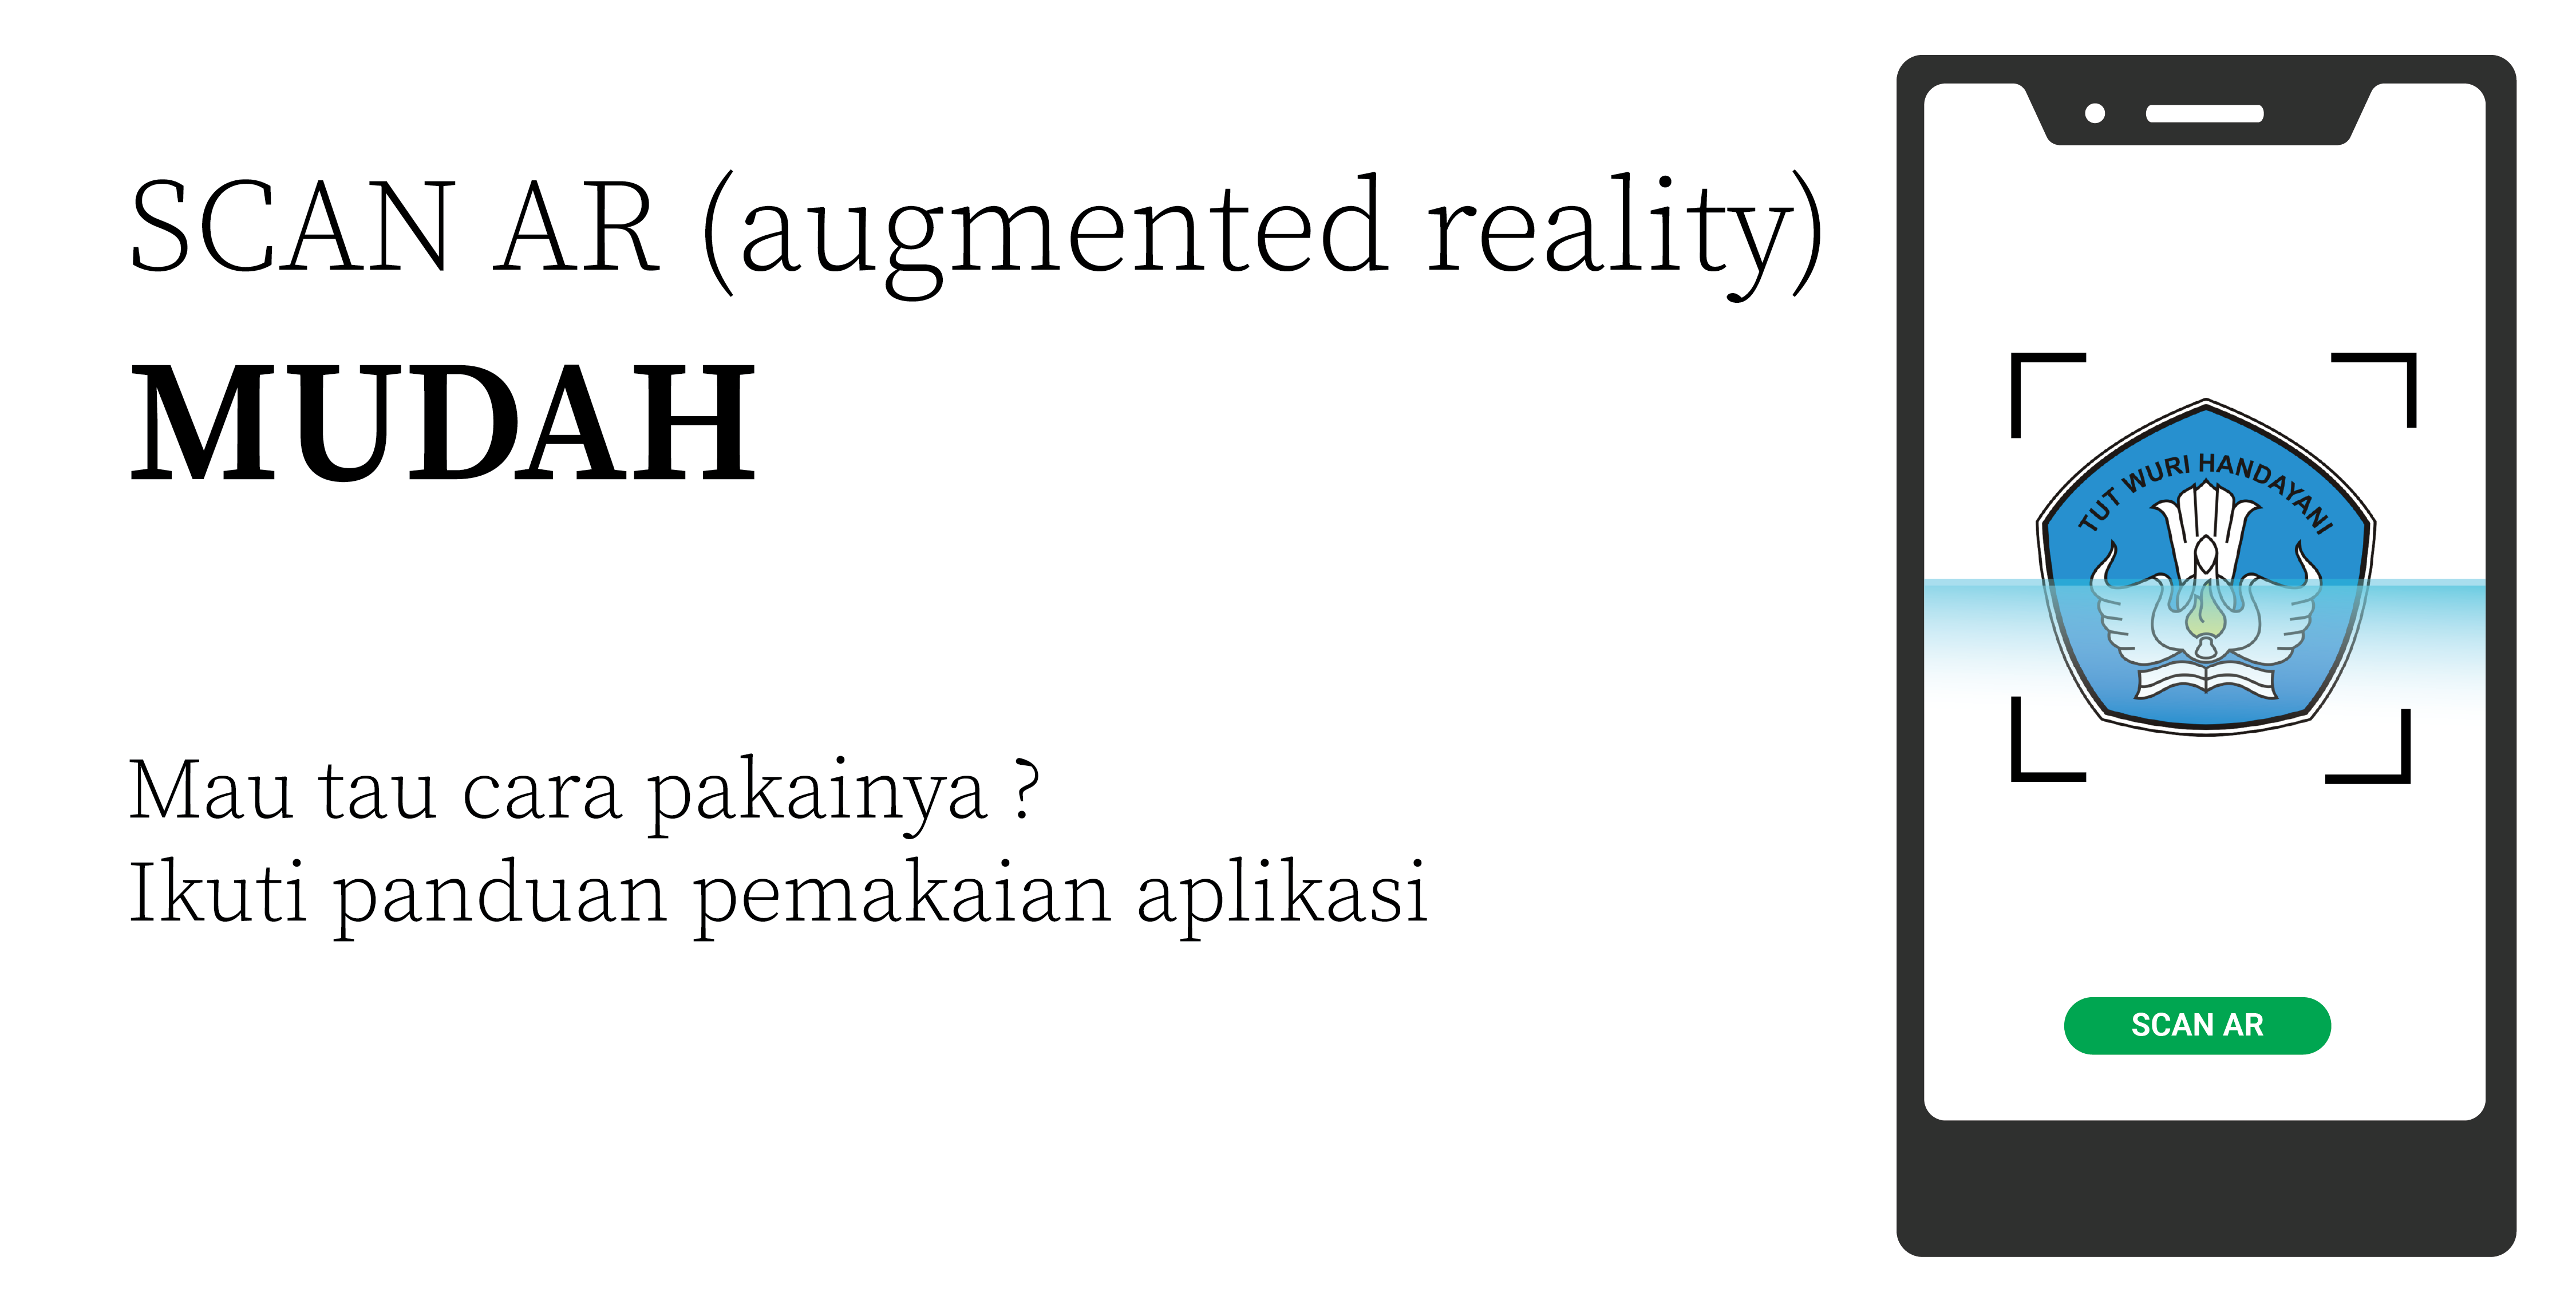 SCAN AR (augmented reality)
MUDAH
Mau tau cara pakainya ?
Ikuti panduan pemakaian aplikasi
TUT WURI HANDAYANI
SCAN AR